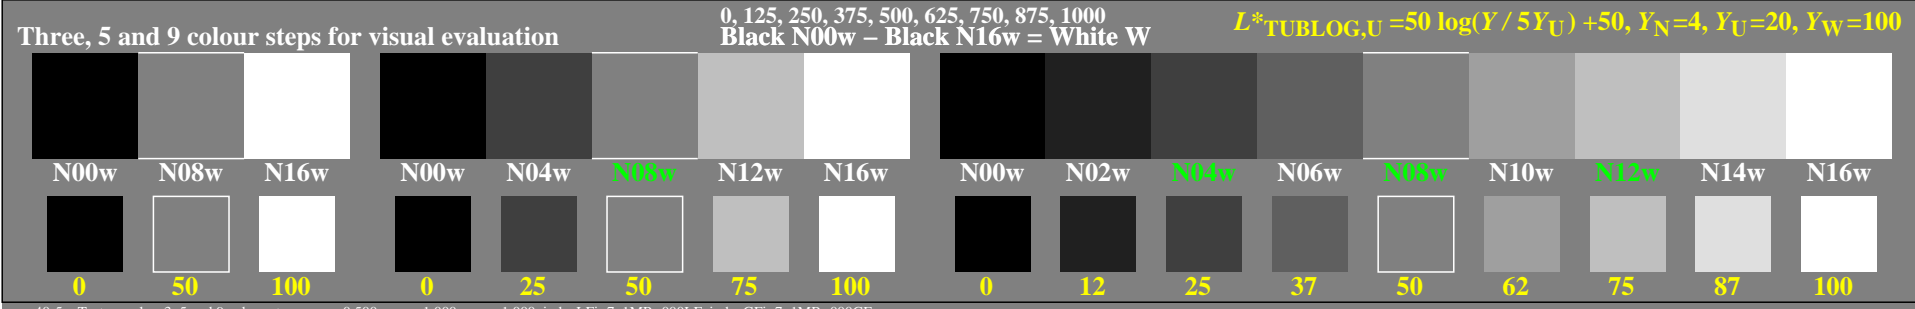 0, 125, 250, 375, 500, 625, 750, 875, 1000
Three, 5 and 9 colour steps for visual evaluation
Black N00w – Black N16w = White W
L*TUBLOG,U =50 log(Y / 5YU) +50, YN=4, YU=20, YW=100
N00w N08w N16w N00w N04w N08w N12w N16w N00w N02w N04w N06w N08w N10w N12w N14w N16w
0 50 100 0 25 50 75 100 0 12 25 37 50 62 75 87 100